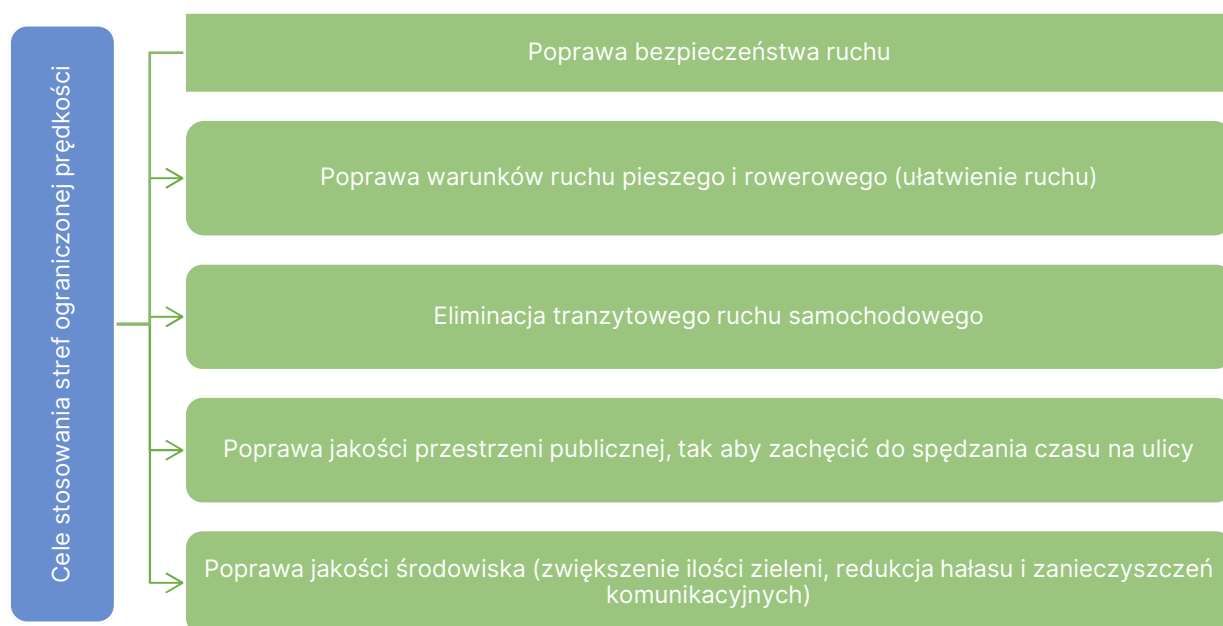 Cele stosowania stref ograniczonej prędkości
Poprawa bezpieczeństwa ruchu
Poprawa warunków ruchu pieszego i rowerowego (ułatwienie ruchu)
Eliminacja tranzytowego ruchu samochodowego
Poprawa jakości przestrzeni publicznej, tak aby zachęcić do spędzania czasu na ulicy
Poprawa jakości środowiska (zwiększenie ilości zieleni, redukcja hałasu i zanieczyszczeń
komunikacyjnych)